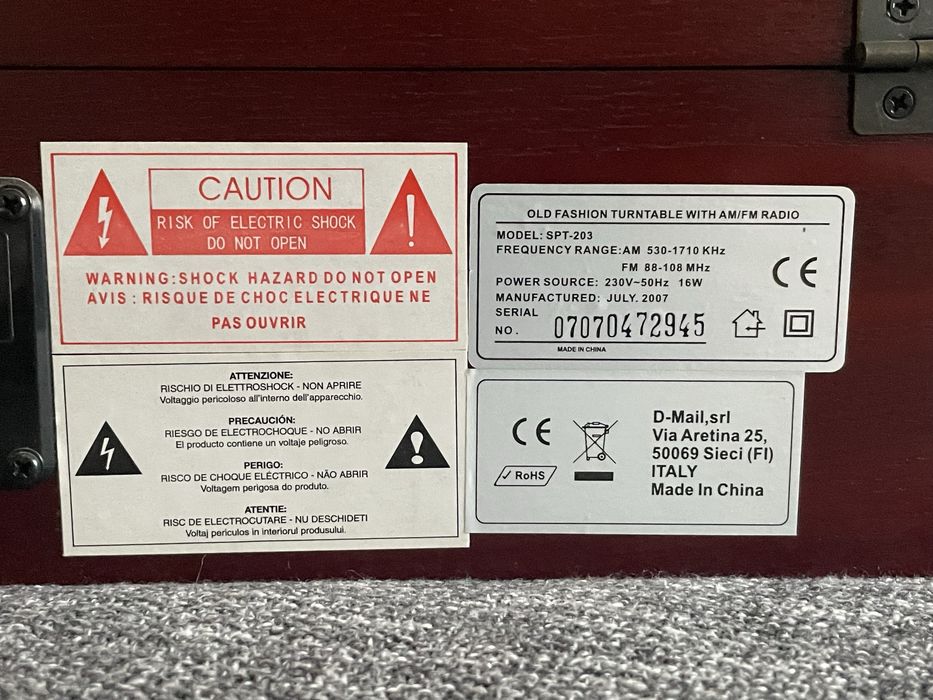 CAUTION
RISK OF ELECTRIC SHOCK
DO NOT OPEN
WARNING:SHOCK HAZARD DO NOT OPEN
AVIS : RISQUE DE CHOC ELECTRIQUE NE
PAS OUVRIR
ATTENZIONE:
RISCHIO DI ELETTROSHOCK - NON APRIRE
Voltaggio pericoloso all'interno dell'apparecchio.
PRECAUCIÓN:
RIESGO DE ELECTROCHOQUE - NO ABRIR
El producto contiene un voltaje peligroso.
PERIGO:
RISCO DE CHOQUE ELÉCTRICO - NÃO ABRIR
Voltagem perigosa do produto.
ATENTIE:
RISC DE ELECTROCUTARE - NU DESCHIDETI
Voltaj periculos in interiorul produsului.
OLD FASHION TURNTABLE WITH AM/FM RADIO
MODEL: SPT-203
FREQUENCY RANGE:AM 530-1710 KHz
FM 88-108 MHz
POWER SOURCE: 230V~50Hz 16W
MANUFACTURED: JULY. 2007
SERIAL
NO. 07070472945
MADE IN CHINA
CE
CE
RoHS
D-Mail,srl
Via Aretina 25,
50069 Sieci (FI)
ITALY
Made In China